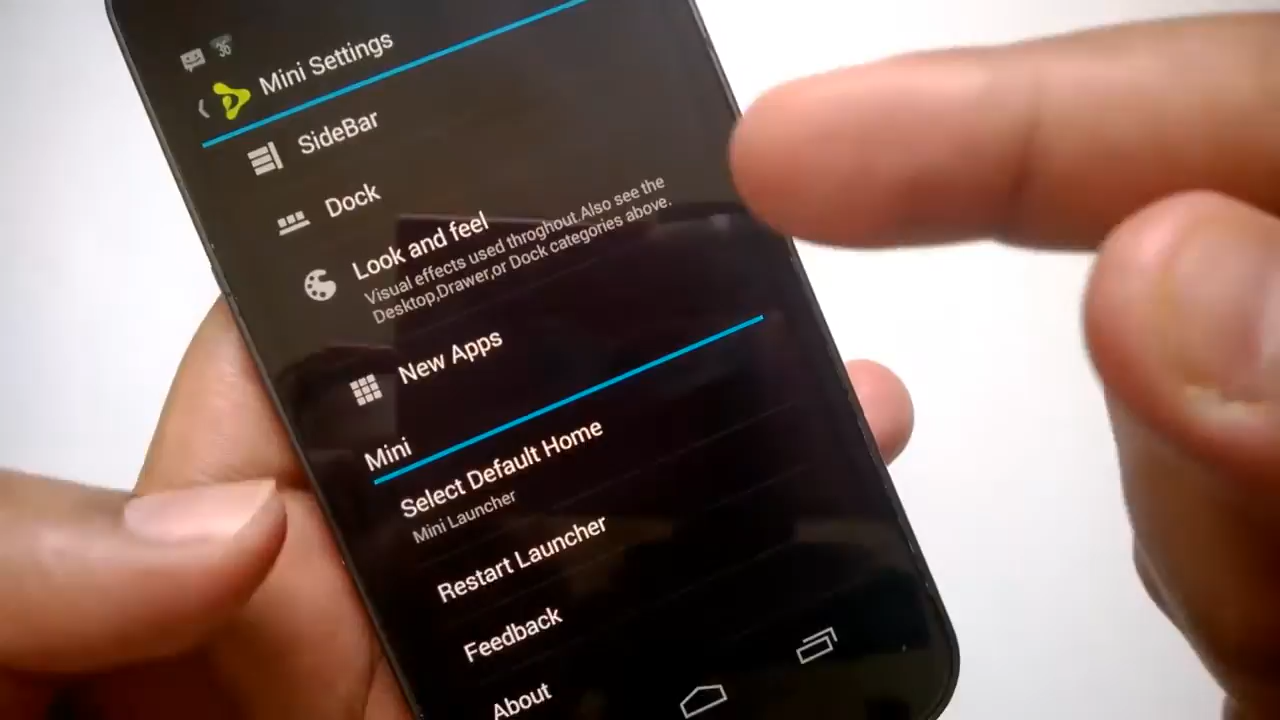 36
Mini Settings
SideBar
Dock
Look and feel
Visual effects used throghout.Also see the
Desktop,Drawer,or Dock categories above.
New Apps
Mini
Select Default Home
Mini Launcher
Restart Launcher
Feedback
About